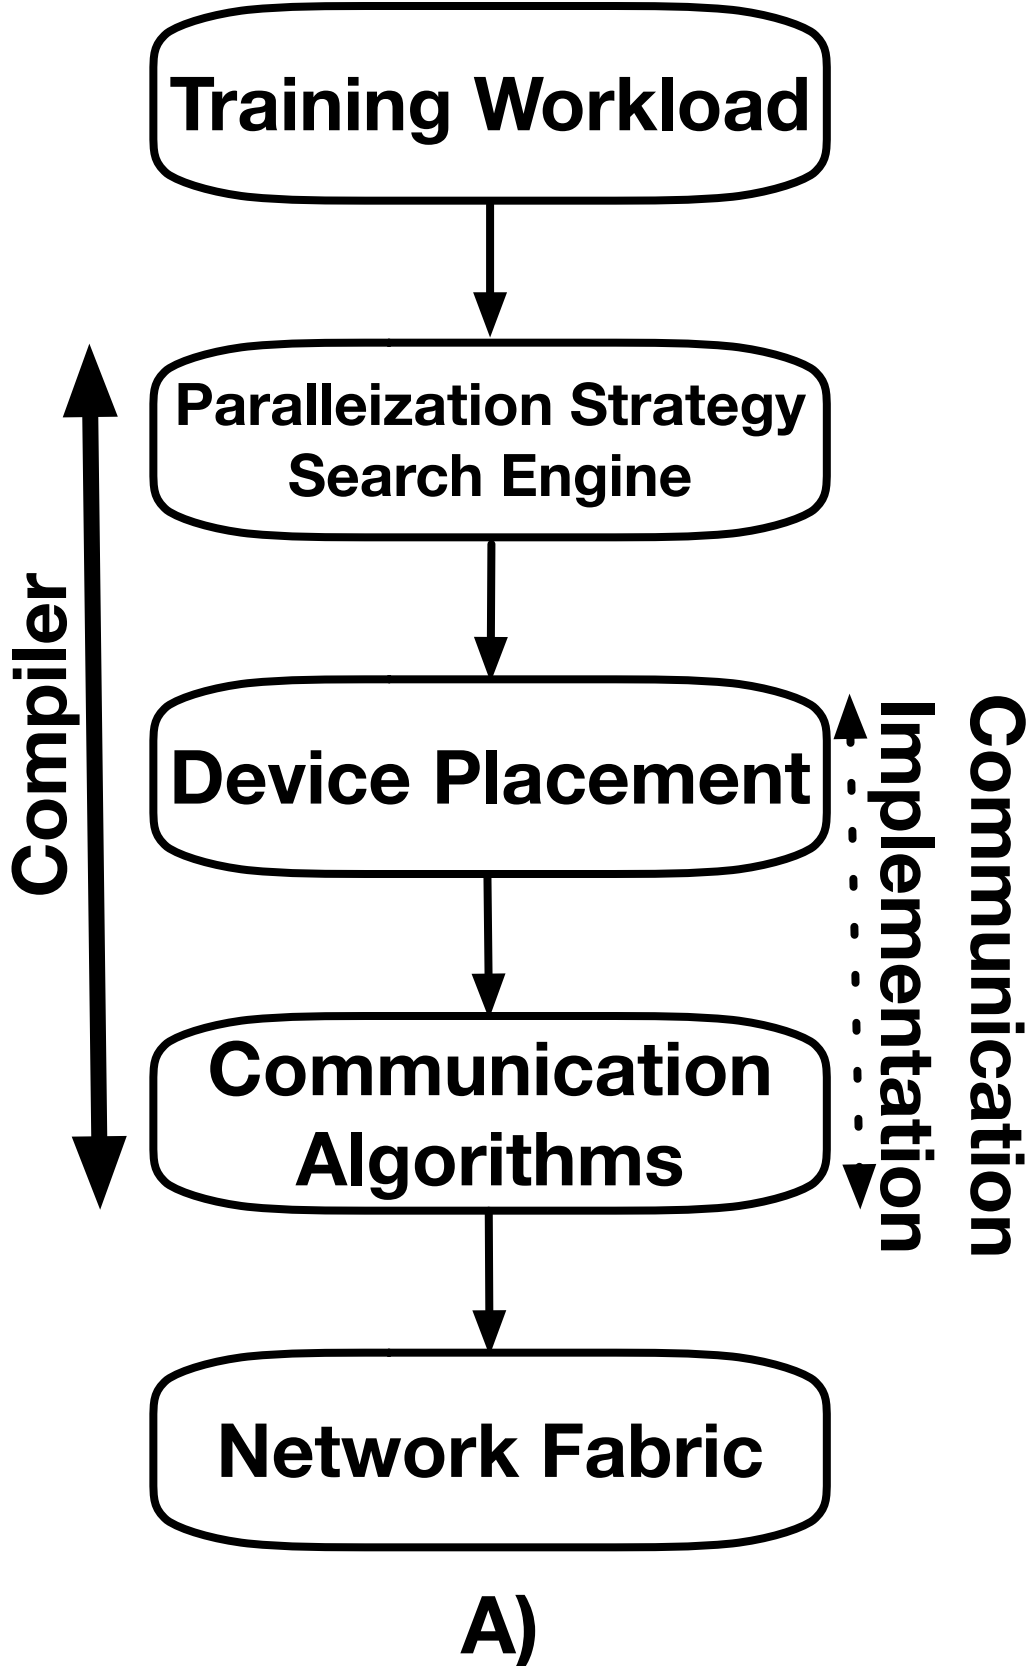 Training Workload
Paralleization Strategy
Search Engine
Compiler
Device Placement
Communication
Implementation
Communication
Algorithms
Network Fabric
A)